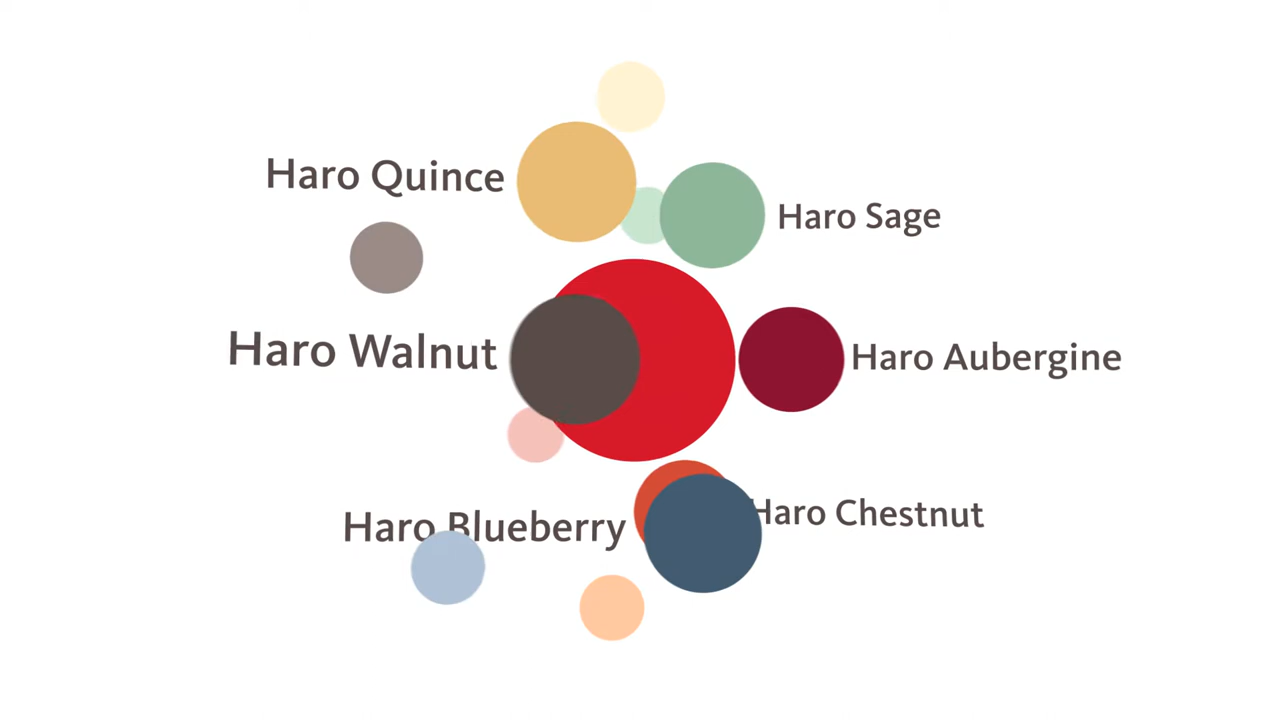 Haro Quince
Haro Sage
Haro Walnut
Haro Aubergine
Haro Blueberry
Haro Chestnut